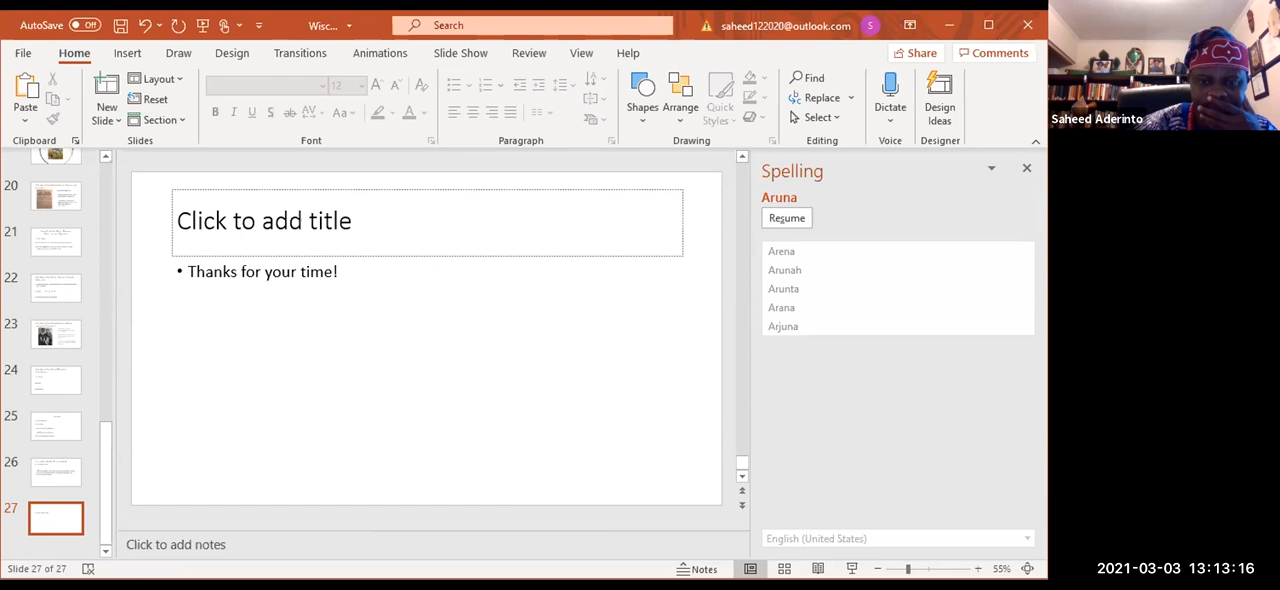 AutoSave Off Wisc... Search saheed122020@outlook.com S
File Home Insert Draw Design Transitions Animations Slide Show Review View Help Share Comments
Paste
Clipboard
New
Slide
Layout
Reset
Section
Slides
12
B I U S ab AV Aa A
Font
Paragraph
Shapes Arrange Quick
Styles
Drawing
Find
Replace
Select
Editing
Dictate
Voice
Design
Ideas
Designer
Saheed Aderinto
20
21
22
23
24
25
26
27
Click to add title
• Thanks for your time!
Click to add notes
Spelling
Aruna
Resume
Arena
Arunah
Arunta
Arana
Arjuna
English (United States)
Slide 27 of 27 Notes 55%
2021-03-03 13:13:16